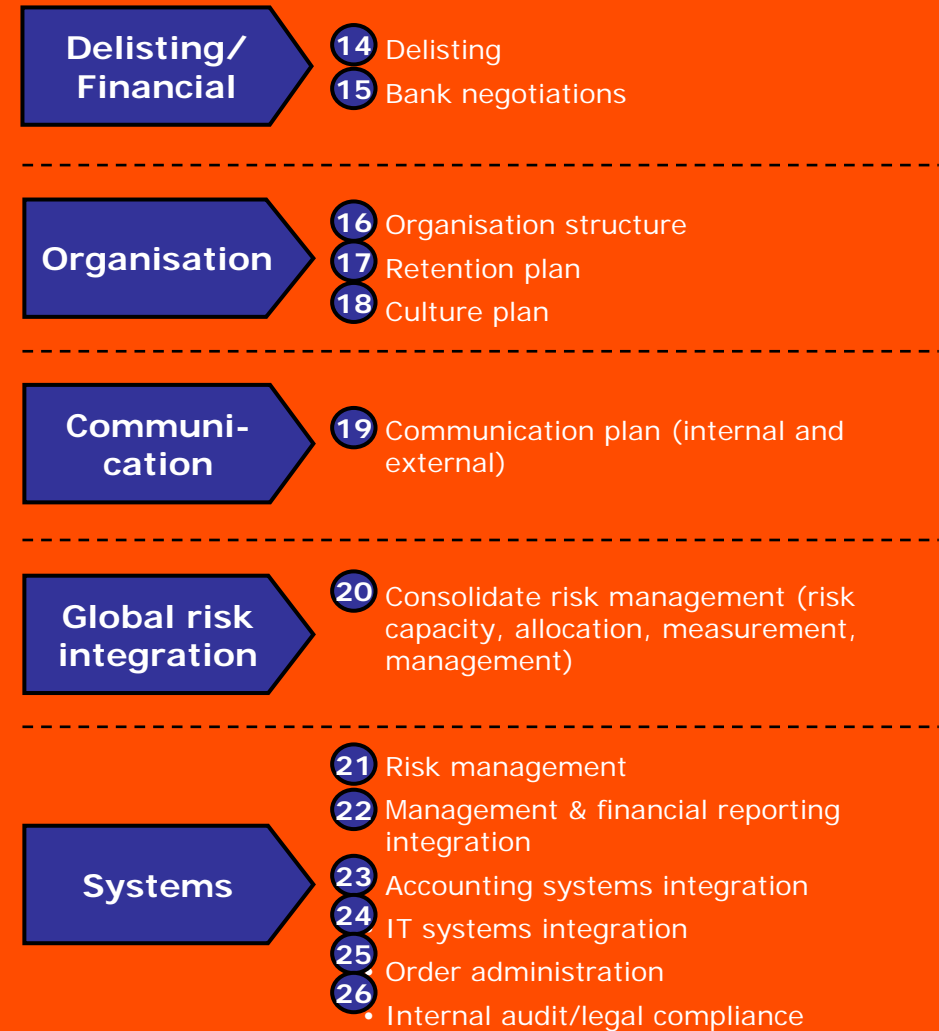 Delisting/
Financial
14 Delisting
15 Bank negotiations
Organisation
16 Organisation structure
17 Retention plan
18 Culture plan
Communi-
cation
19 Communication plan (internal and
external)
Global risk
integration
20 Consolidate risk management (risk
capacity, allocation, measurement,
management)
Systems
21 Risk management
22 Management & financial reporting
integration
23 Accounting systems integration
24 IT systems integration
25 Order administration
26 • Internal audit/legal compliance